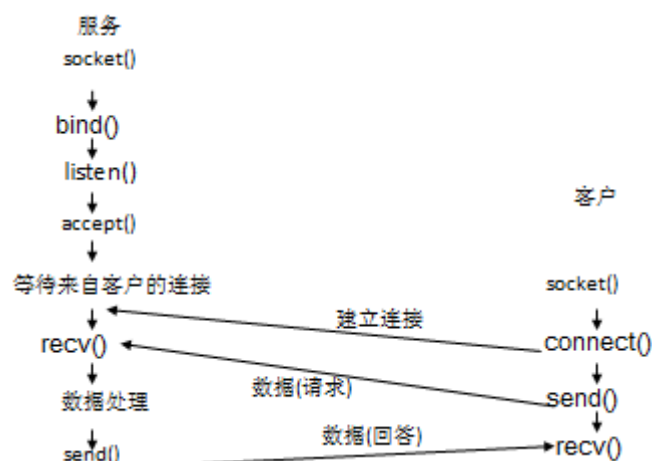 服务
socket()
bind()
listen()
accept()
客户
等待来自客户的连接
socket()
建立连接
recv()
connect()
数据(请求)
数据处理
send()
数据(回答)
send()
recv()